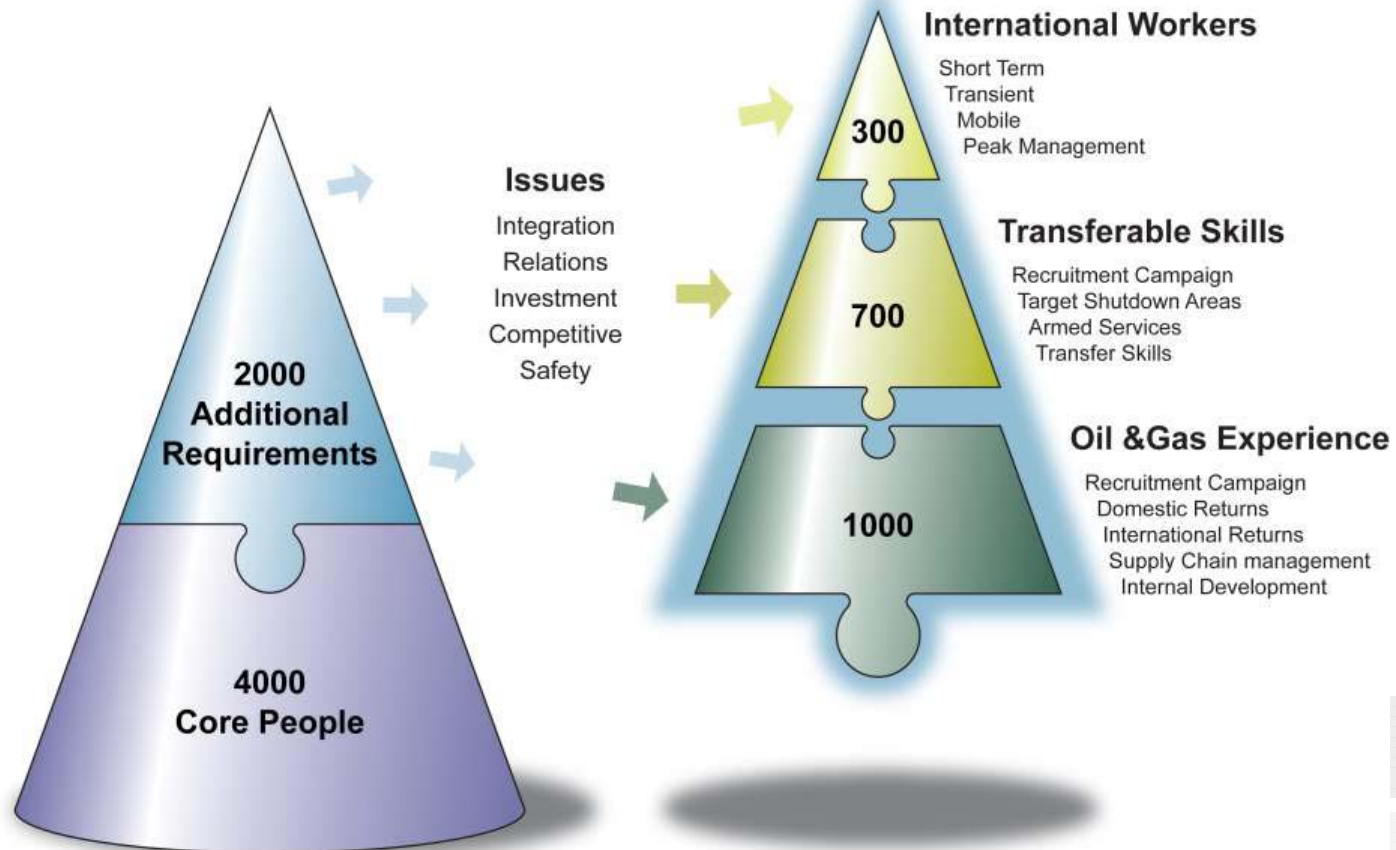 2000
Additional
Requirements
4000
Core People
Issues
Integration
Relations
Investment
Competitive
Safety
300
International Workers
Short Term
Transient
Mobile
Peak Management
700
Transferable Skills
Recruitment Campaign
Target Shutdown Areas
Armed Services
Transfer Skills
1000
Oil &Gas Experience
Recruitment Campaign
Domestic Returns
International Returns
Supply Chain management
Internal Development